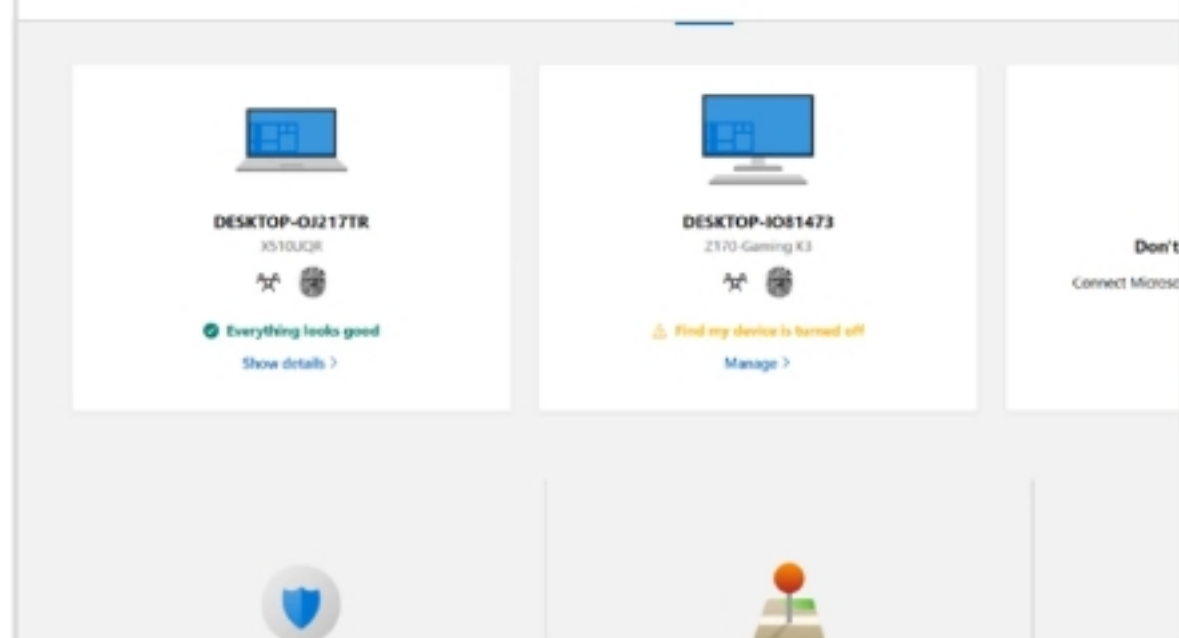 DESKTOP-OJ217TR
X510UQR
Everything looks good
Show details >
DESKTOP-IO81473
Z170-Gaming K3
Find my device is turned off
Manage >
Don't
Connect Microso